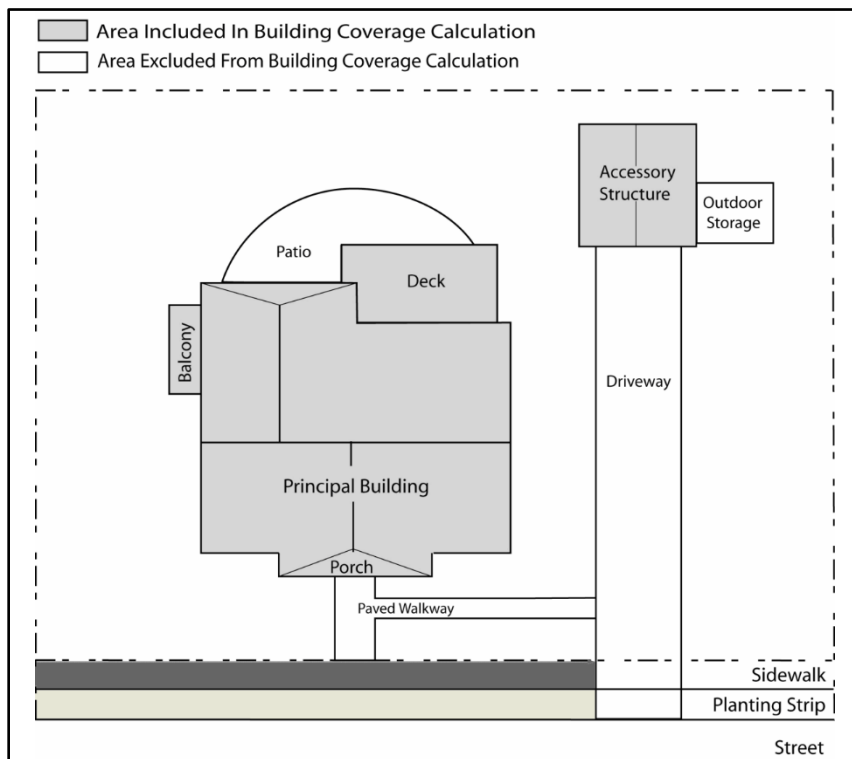 Area Included In Building Coverage Calculation
Area Excluded From Building Coverage Calculation
Accessory
Structure
Outdoor
Storage
Patio
Deck
Balcony
Driveway
Principal Building
Porch
Paved Walkway
Sidewalk
Planting Strip
Street